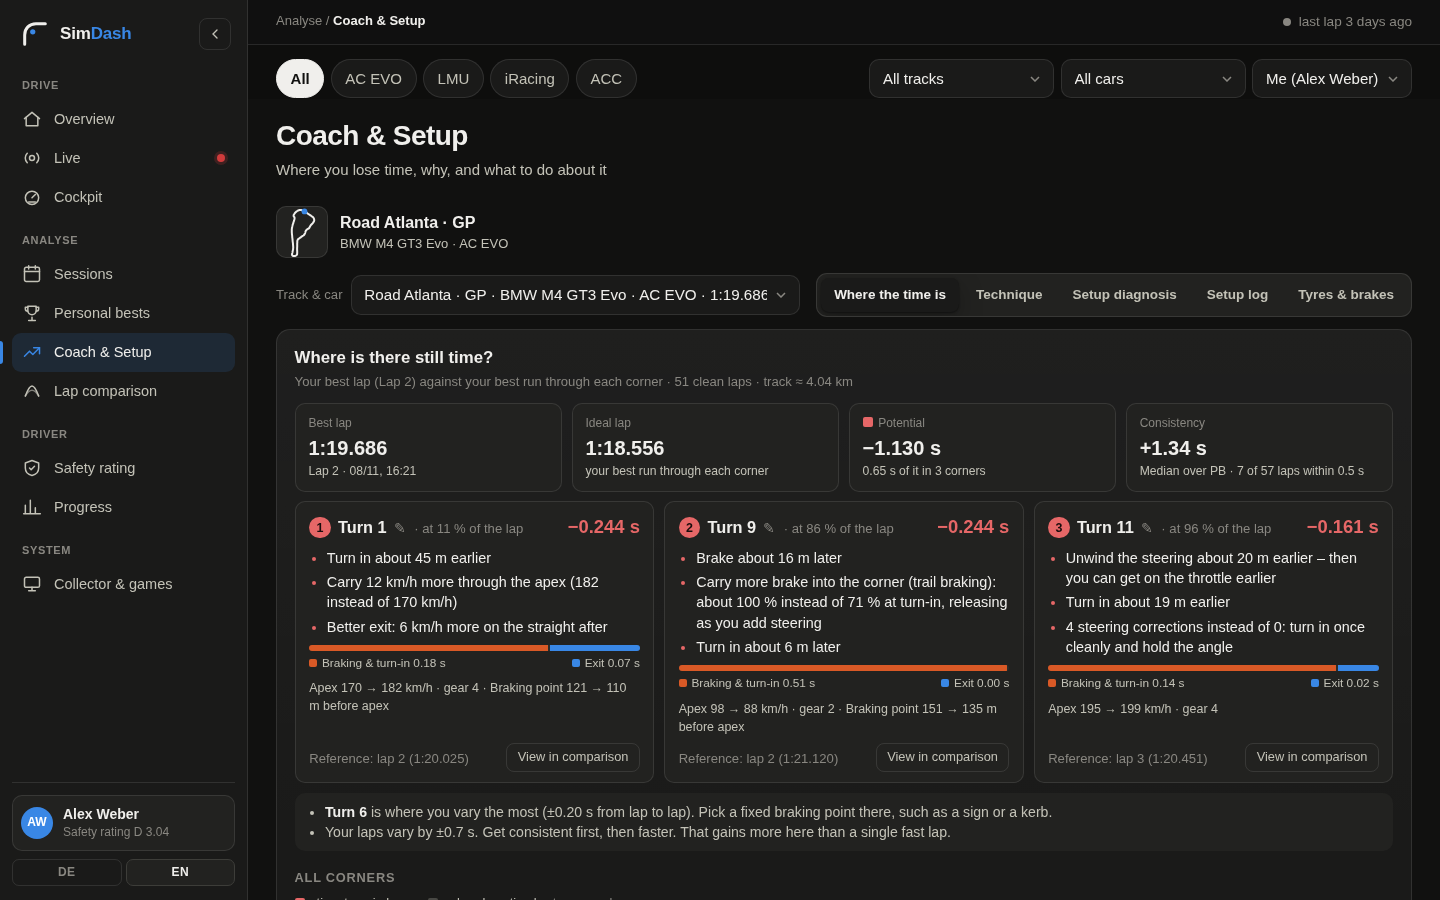 SimDash
DRIVE
Overview
Live
Cockpit
ANALYSE
Sessions
Personal bests
Coach & Setup
Lap comparison
DRIVER
Safety rating
Progress
SYSTEM
Collector & games
AW
Alex Weber
Safety rating D 3.04
DE
EN
Analyse / Coach & Setup
last lap 3 days ago
All
AC EVO
LMU
iRacing
ACC
All tracks
All cars
Me (Alex Weber)
Coach & Setup
Where you lose time, why, and what to do about it
Road Atlanta · GP
BMW M4 GT3 Evo · AC EVO
Track & car
Road Atlanta · GP · BMW M4 GT3 Evo · AC EVO · 1:19.686
Where the time is
Technique
Setup diagnosis
Setup log
Tyres & brakes
Where is there still time?
Your best lap (Lap 2) against your best run through each corner · 51 clean laps · track ≈ 4.04 km
Best lap
1:19.686
Lap 2 · 08/11, 16:21
Ideal lap
1:18.556
your best run through each corner
Potential
−1.130 s
0.65 s of it in 3 corners
Consistency
+1.34 s
Median over PB · 7 of 57 laps within 0.5 s
1 Turn 1 ✎ · at 11 % of the lap −0.244 s
• Turn in about 45 m earlier
• Carry 12 km/h more through the apex (182
instead of 170 km/h)
• Better exit: 6 km/h more on the straight after
Braking & turn-in 0.18 s
Exit 0.07 s
Apex 170 → 182 km/h · gear 4 · Braking point 121 → 110
m before apex
Reference: lap 2 (1:20.025)
View in comparison
2 Turn 9 ✎ · at 86 % of the lap −0.244 s
• Brake about 16 m later
• Carry more brake into the corner (trail braking):
about 100 % instead of 71 % at turn-in, releasing
as you add steering
• Turn in about 6 m later
Braking & turn-in 0.51 s
Exit 0.00 s
Apex 98 → 88 km/h · gear 2 · Braking point 151 → 135 m
before apex
Reference: lap 2 (1:21.120)
View in comparison
3 Turn 11 ✎ · at 96 % of the lap −0.161 s
• Unwind the steering about 20 m earlier – then
you can get on the throttle earlier
• Turn in about 19 m earlier
• 4 steering corrections instead of 0: turn in once
cleanly and hold the angle
Braking & turn-in 0.14 s
Exit 0.02 s
Apex 195 → 199 km/h · gear 4
Reference: lap 3 (1:20.451)
View in comparison
• Turn 6 is where you vary the most (±0.20 s from lap to lap). Pick a fixed braking point there, such as a sign or a kerb.
• Your laps vary by ±0.7 s. Get consistent first, then faster. That gains more here than a single fast lap.
ALL CORNERS